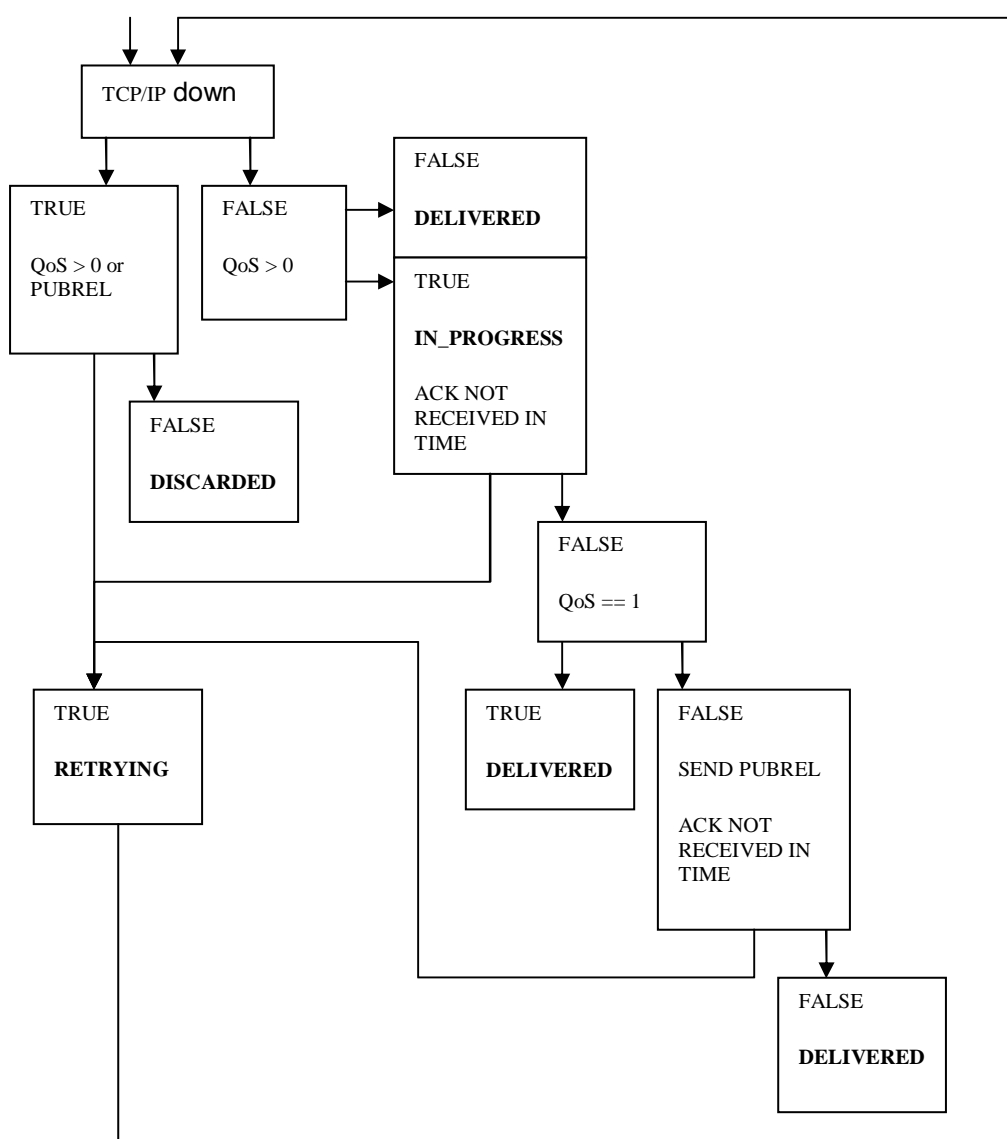 TCP/IP down
TRUE
QoS > 0 or
PUBREL
FALSE
QoS > 0
FALSE
DELIVERED
TRUE
IN_PROGRESS
ACK NOT
RECEIVED IN
TIME
FALSE
DISCARDED
FALSE
QoS == 1
TRUE
RETRYING
TRUE
DELIVERED
FALSE
SEND PUBREL
ACK NOT
RECEIVED IN
TIME
FALSE
DELIVERED